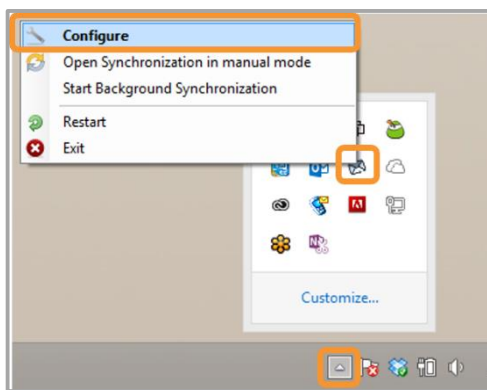 Configure
Open Synchronization in manual mode
Start Background Synchronization
Restart
Exit
Customize...